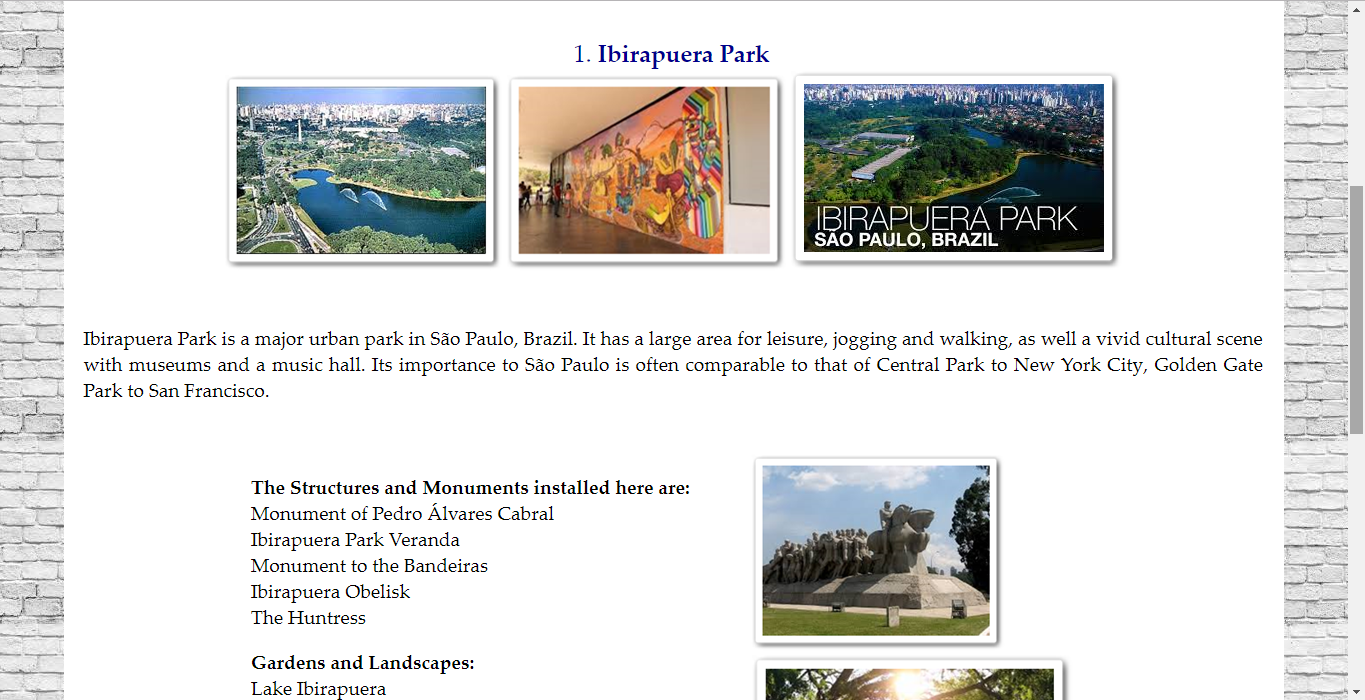 1. Ibirapuera Park
IBIRAPUERA PARK
SÃO PAULO, BRAZIL
Ibirapuera Park is a major urban park in São Paulo, Brazil. It has a large area for leisure, jogging and walking, as well a vivid cultural scene
with museums and a music hall. Its importance to São Paulo is often comparable to that of Central Park to New York City, Golden Gate
Park to San Francisco.
The Structures and Monuments installed here are:
Monument of Pedro Álvares Cabral
Ibirapuera Park Veranda
Monument to the Bandeiras
Ibirapuera Obelisk
The Huntress
Gardens and Landscapes:
Lake Ibirapuera